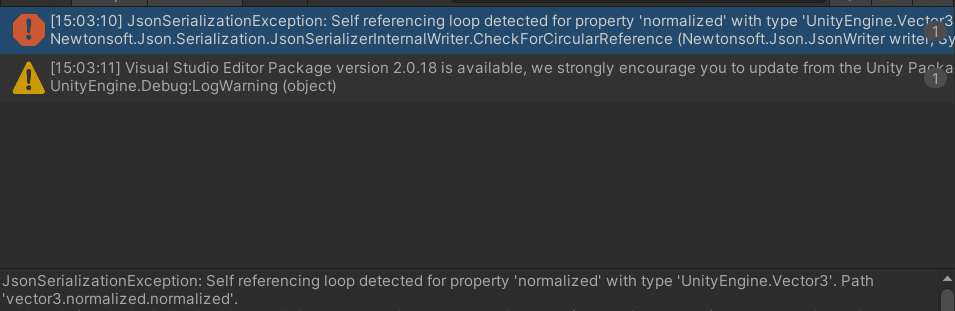 [15:03:10] JsonSerializationException: Self referencing loop detected for property 'normalized' with type 'UnityEngine.Vector3
Newtonsoft.Json.Serialization.JsonSerializerInternalWriter.CheckForCircularReference (Newtonsoft.Json.JsonWriter writer, Sy
1
[15:03:11] Visual Studio Editor Package version 2.0.18 is available, we strongly encourage you to update from the Unity Packa
UnityEngine.Debug:LogWarning (object)
1
JsonSerializationException: Self referencing loop detected for property 'normalized' with type 'UnityEngine.Vector3'. Path
'vector3.normalized.normalized'.